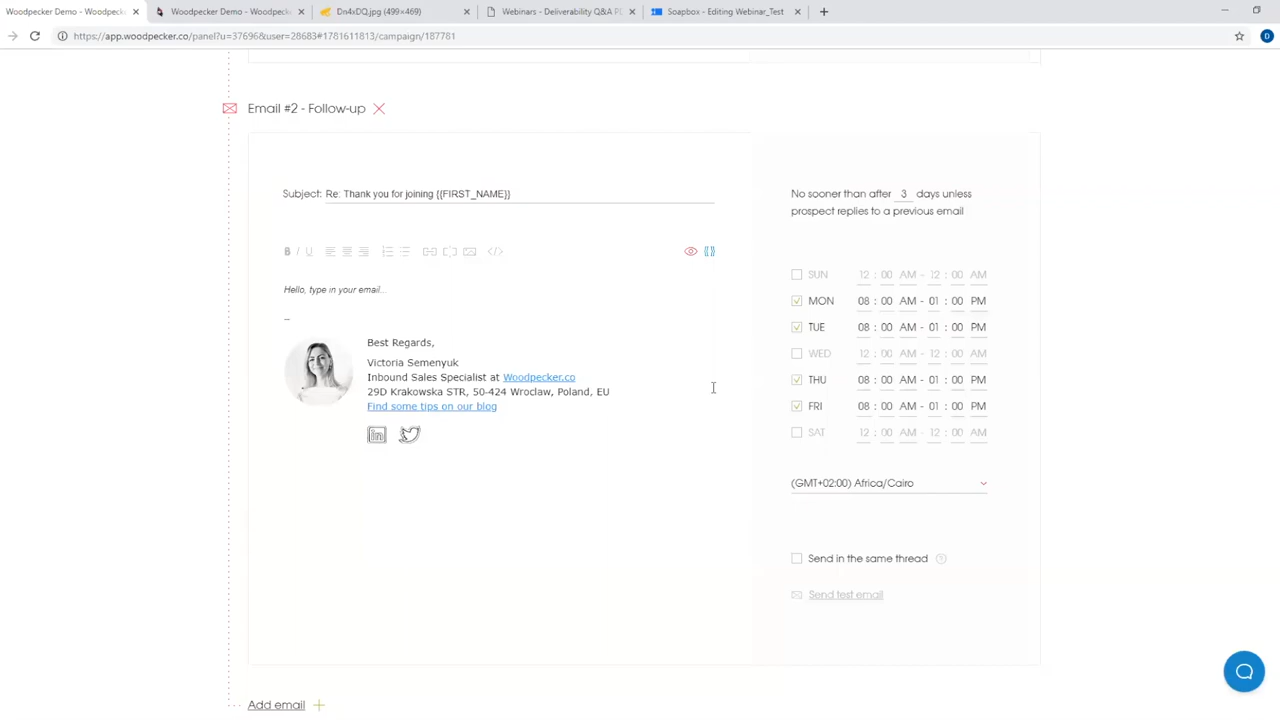 Woodpecker Demo - Woodpeck
Woodpecker Demo - Woodpeck
Dn4xDQ.jpg (499×469)
Webinars - Deliverability Q&A PO
Soapbox - Editing Webinar_Test
https://app.woodpecker.co/panel?u=37696&user=28683#1781611813/campaign/187781
D
Email #2 - Follow-up
Subject: Re: Thank you for joining {{FIRST_NAME}}
No sooner than after 3 days unless
prospect replies to a previous email
B I U
Hello, type in your email...
--
Best Regards,
Victoria Semenyuk
Inbound Sales Specialist at Woodpecker.co
29D Krakowska STR, 50-424 Wroclaw, Poland, EU
Find some tips on our blog
in
SUN 12 : 00 AM - 12 : 00 AM
MON 08 : 00 AM - 01 : 00 PM
TUE 08 : 00 AM - 01 : 00 PM
WED 12 : 00 AM - 12 : 00 AM
THU 08 : 00 AM - 01 : 00 PM
FRI 08 : 00 AM - 01 : 00 PM
SAT 12 : 00 AM - 12 : 00 AM
(GMT+02:00) Africa/Cairo
Send in the same thread ?
Send test email
Add email +